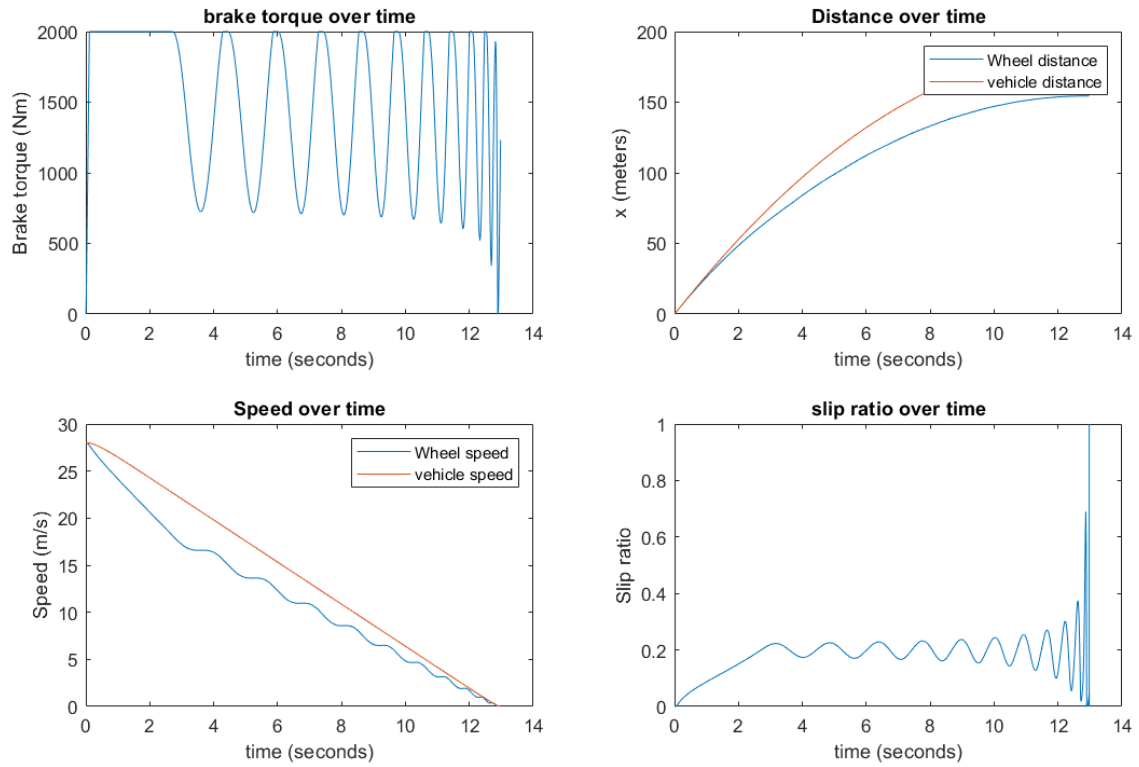 brake torque over time
Brake torque (Nm)
2000
1500
1000
500
0
0 2 4 6 8 10 12 14
time (seconds)
Distance over time
x (meters)
200
150
100
50
0
Wheel distance
vehicle distance
0 2 4 6 8 10 12 14
time (seconds)
Speed over time
Speed (m/s)
30
25
20
15
10
5
0
Wheel speed
vehicle speed
0 2 4 6 8 10 12 14
time (seconds)
slip ratio over time
Slip ratio
1
0.8
0.6
0.4
0.2
0
0 2 4 6 8 10 12 14
time (seconds)